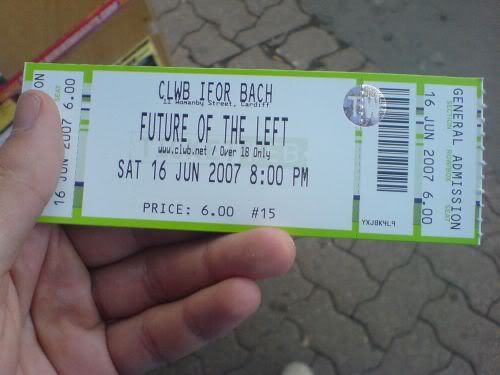 CLWB IFOR BACH
11 Womanby Street, Cardiff
FUTURE OF THE LEFT
www.clwb.net / Over 18 Only
SAT 16 JUN 2007 8:00 PM
PRICE: 6.00 #15
16 JUN 2007 6.00
YXJ8K4L9
GENERAL ADMISSION
16 JUN 2007 6.00